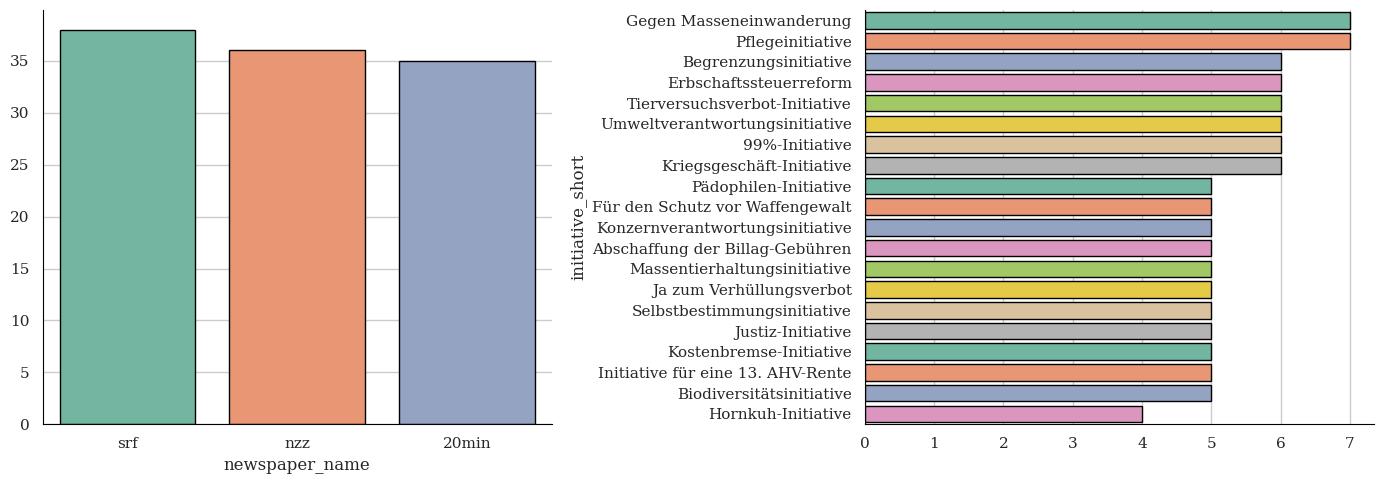 35
30
25
20
15
10
5
0
srf nzz 20min
newspaper_name
initiative_short
Gegen Masseneinwanderung
Pflegeinitiative
Begrenzungsinitiative
Erbschaftssteuerreform
Tierversuchsverbot-Initiative
Umweltverantwortungsinitiative
99%-Initiative
Kriegsgeschäft-Initiative
Pädophilen-Initiative
Für den Schutz vor Waffengewalt
Konzernverantwortungsinitiative
Abschaffung der Billag-Gebühren
Massentierhaltungsinitiative
Ja zum Verhüllungsverbot
Selbstbestimmungsinitiative
Justiz-Initiative
Kostenbremse-Initiative
Initiative für eine 13. AHV-Rente
Biodiversitätsinitiative
Hornkuh-Initiative
0 1 2 3 4 5 6 7